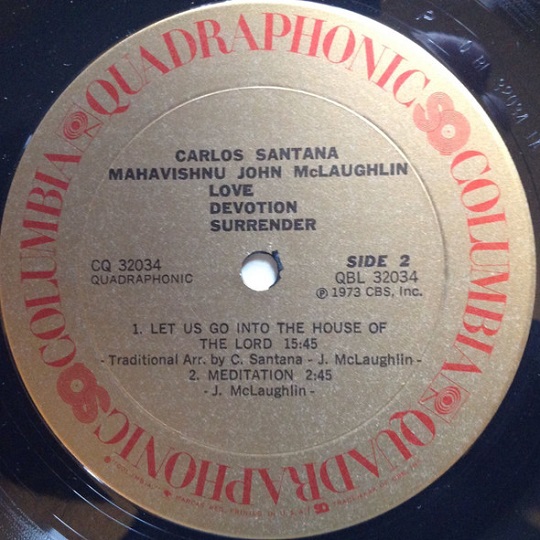 COLUMBIA QUADRAPHONIC SQ COLUMBIA QUADRAPHONIC SQ
CARLOS SANTANA
MAHAVISHNU JOHN McLAUGHLIN
LOVE
DEVOTION
SURRENDER
CQ 32034
QUADRAPHONIC
SIDE 2
QBL 32034
℗ 1973 CBS, Inc.
1. LET US GO INTO THE HOUSE OF
THE LORD 15:45
- Traditional Arr. by C. Santana - J. McLaughlin -
2. MEDITATION 2:45
- J. McLaughlin -